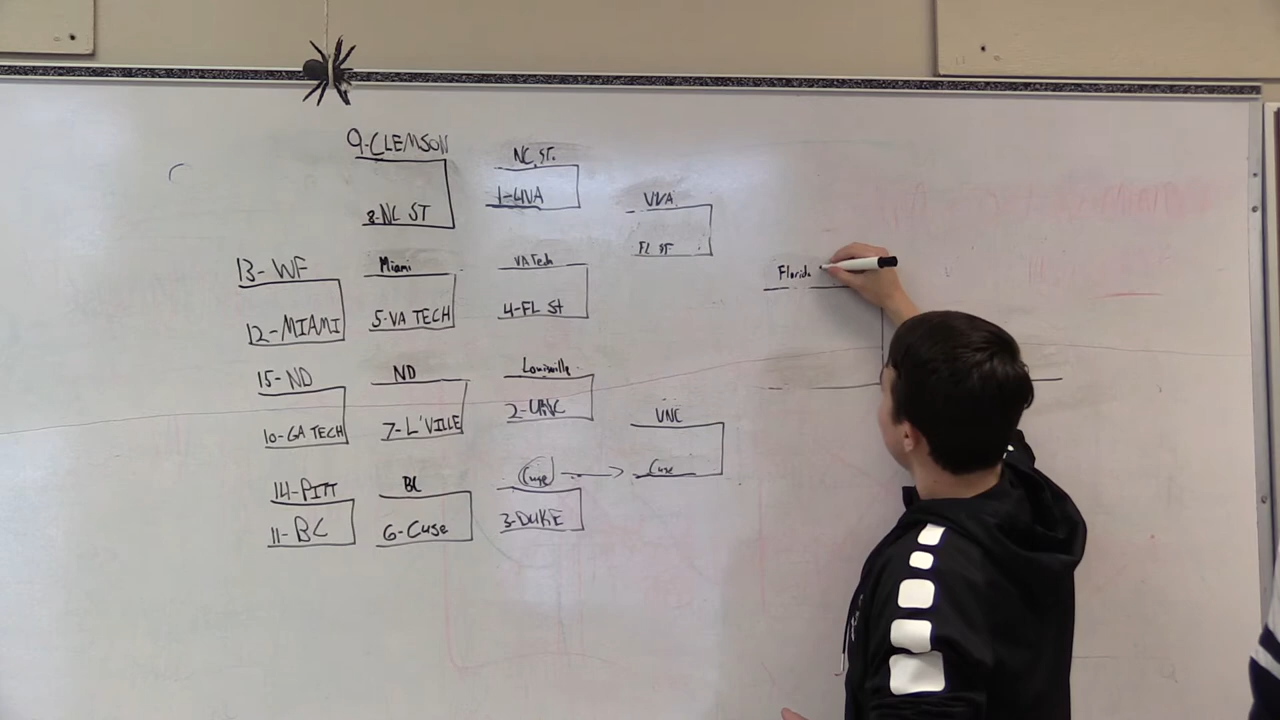 9-CLEMSON
8-NC ST
NC ST.
1-UVA
UVA
FL ST
13- WF
12-MIAMI
Miami
5-VA TECH
VA Tech
4-FL St
Florida
15-ND
10-GA TECH
ND
7-L'VILLE
Louisville
2-UNC
UNC
Cuse
14-PITT
11-BC
BC
6-Cuse
Cuse
3-DUKE